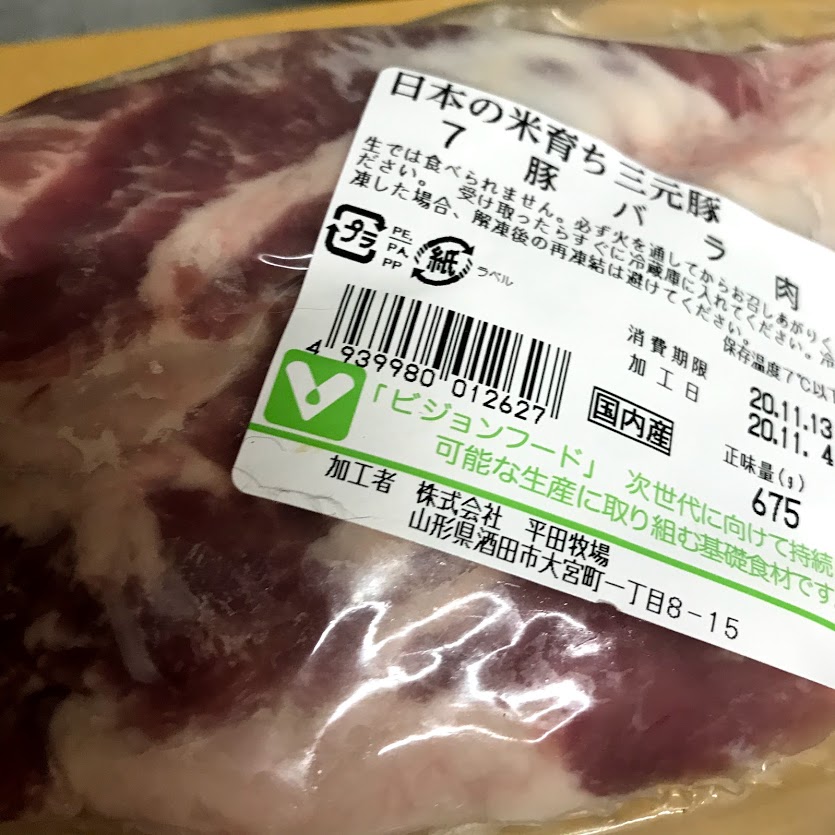 日本の米育ち三元豚
7 豚バラ肉
生では食べられません。必ず火を通してからお召しあがりく
ださい。 受け取ったらすぐに冷蔵庫に入れてください。冷
凍した場合、解凍後の再凍結は避けてください。
保存温度7℃以下
プラ
PE.
PA.
PP
紙
ラベル
消費期限 20.11.13
加工日 20.11. 4
4 939980 012627
国内産
正味量(g)
675
「ビジョンフード」 次世代に向けて持続
可能な生産に取り組む基礎食材です
加工者 株式会社 平田牧場
山形県酒田市大宮町一丁目8-15